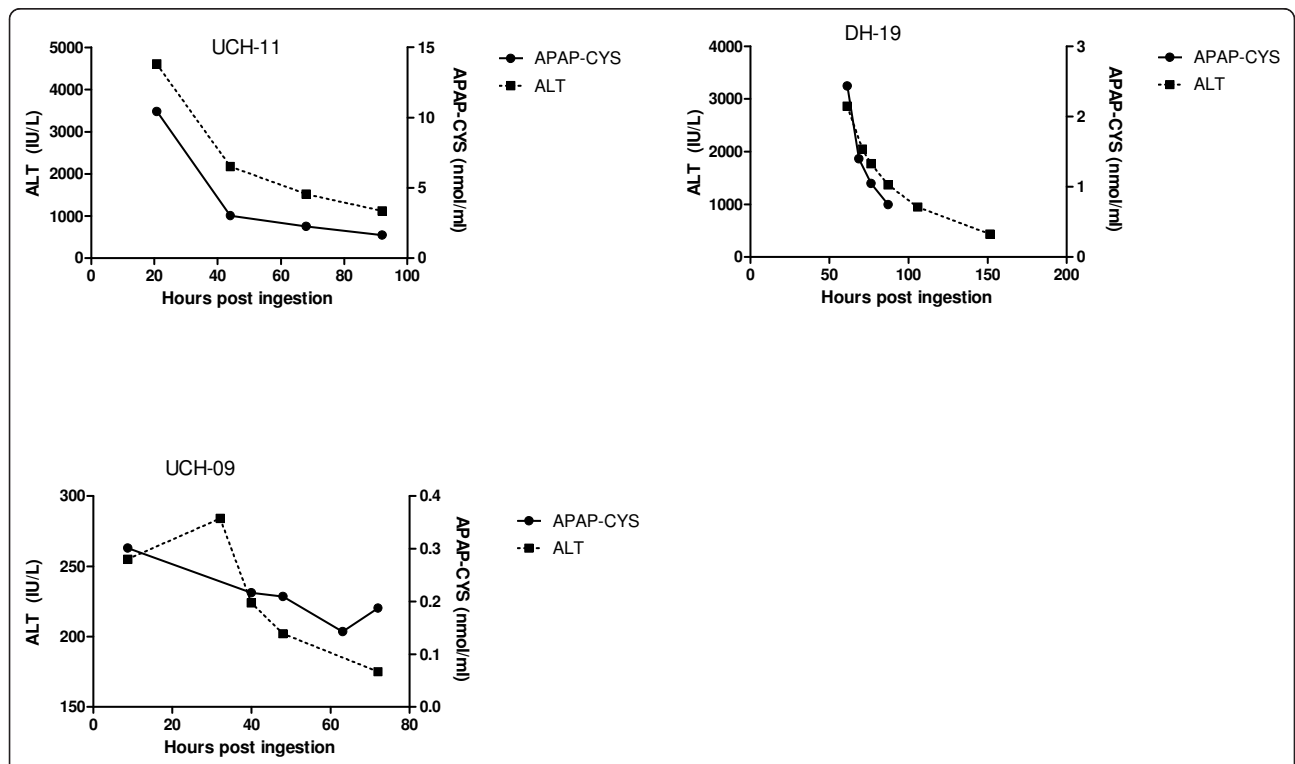 UCH-11
5000
4000
3000
2000
1000
0
ALT (IU/L)
15
10
5
0
APAP-CYS (nmol/ml)
0 20 40 60 80 100
Hours post ingestion
APAP-CYS
ALT
DH-19
4000
3000
2000
1000
0
ALT (IU/L)
3
2
1
0
APAP-CYS (nmol/ml)
0 50 100 150 200
Hours post ingestion
APAP-CYS
ALT
UCH-09
300
250
200
150
ALT (IU/L)
0.4
0.3
0.2
0.1
0.0
APAP-CYS (nmol/ml)
0 20 40 60 80
Hours post ingestion
APAP-CYS
ALT